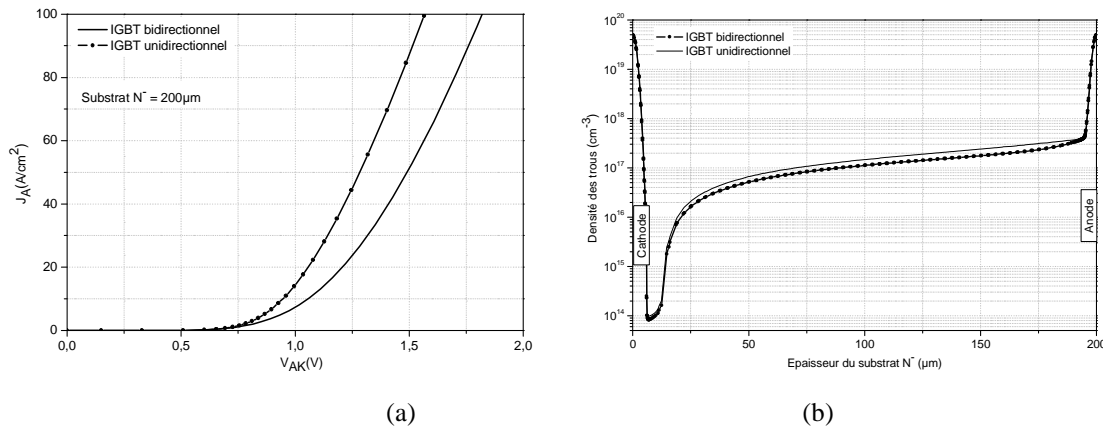 IGBT bidirectionnel
IGBT unidirectionnel
Substrat N⁻ = 200µm
100
80
60
40
20
0
J_A(A/cm²)
0,0
0,5
1,0
1,5
2,0
V_AK(V)
(a)
IGBT bidirectionnel
IGBT unidirectionnel
10²⁰
10¹⁹
10¹⁸
10¹⁷
10¹⁶
10¹⁵
10¹⁴
Densité des trous (cm⁻³)
Cathode
Anode
0
50
100
150
200
Epaisseur du substrat N⁻ (µm)
(b)